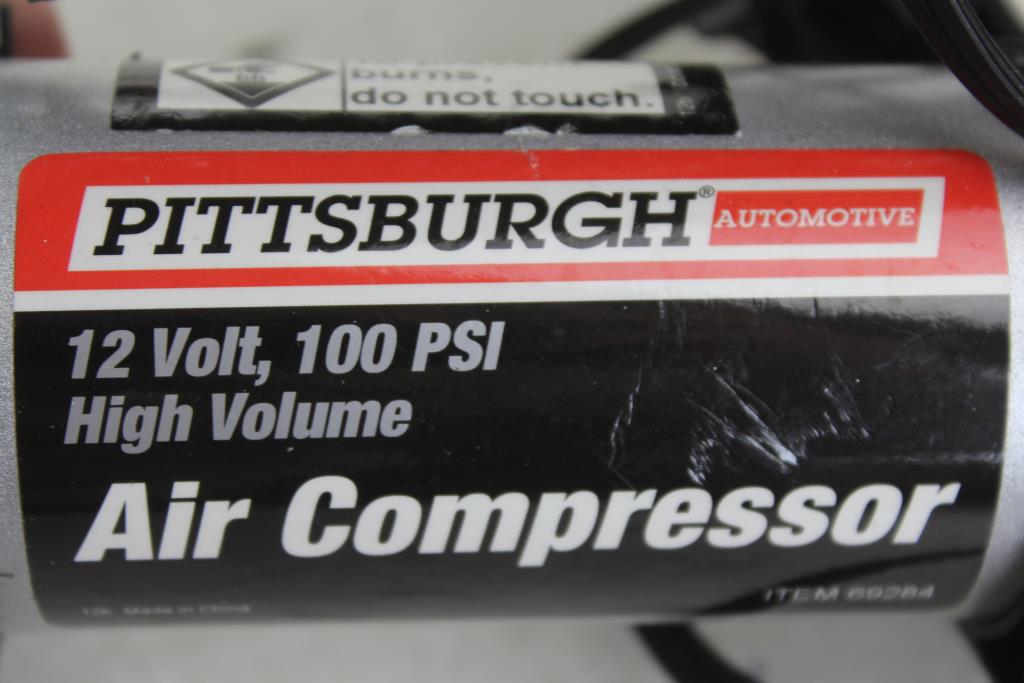 burns,
do not touch.
PITTSBURGH® AUTOMOTIVE
12 Volt, 100 PSI
High Volume
Air Compressor
ITEM 69284
12b Made in China